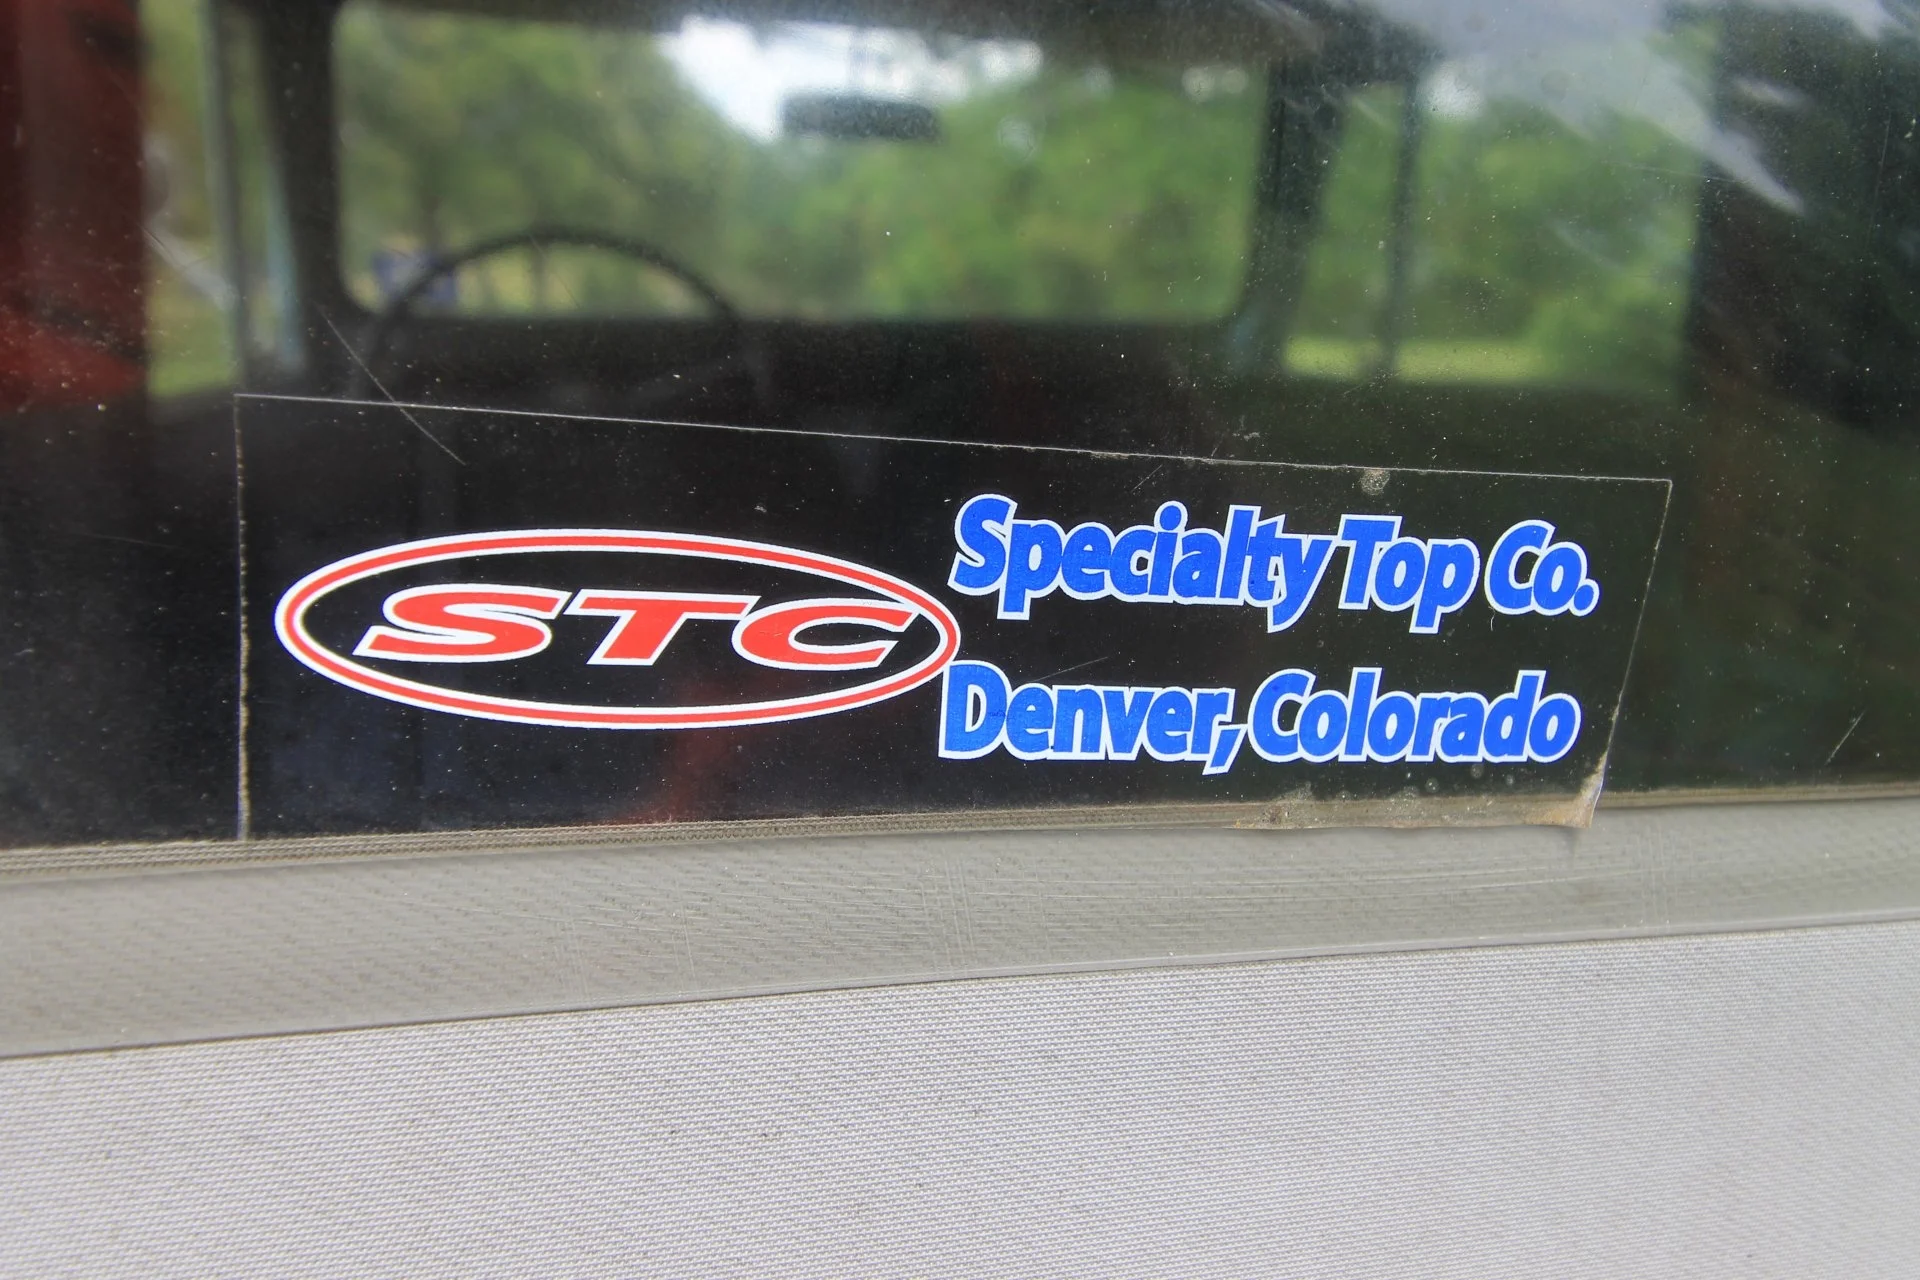 STC
Specialty Top Co.
Denver, Colorado